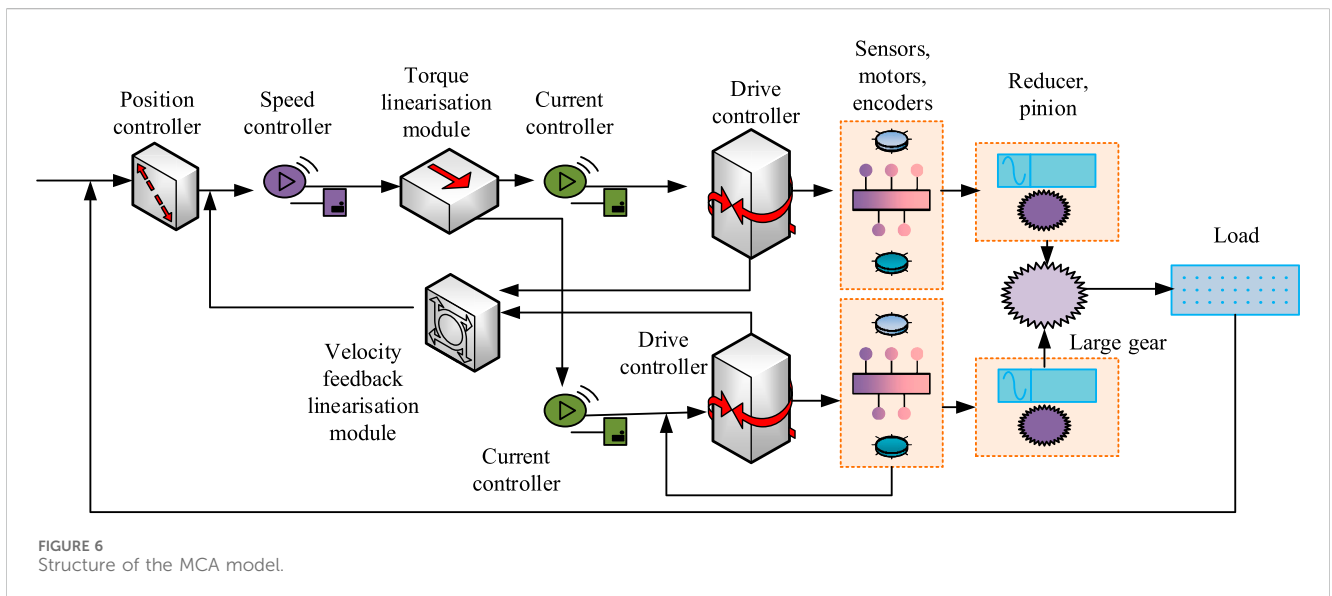 Position
controller
Speed
controller
Torque
linearisation
module
Current
controller
Drive
controller
Sensors,
motors,
encoders
Reducer,
pinion
Load
Large gear
Velocity
feedback
linearisation
module
Drive
controller
Current
controller
FIGURE 6
Structure of the MCA model.